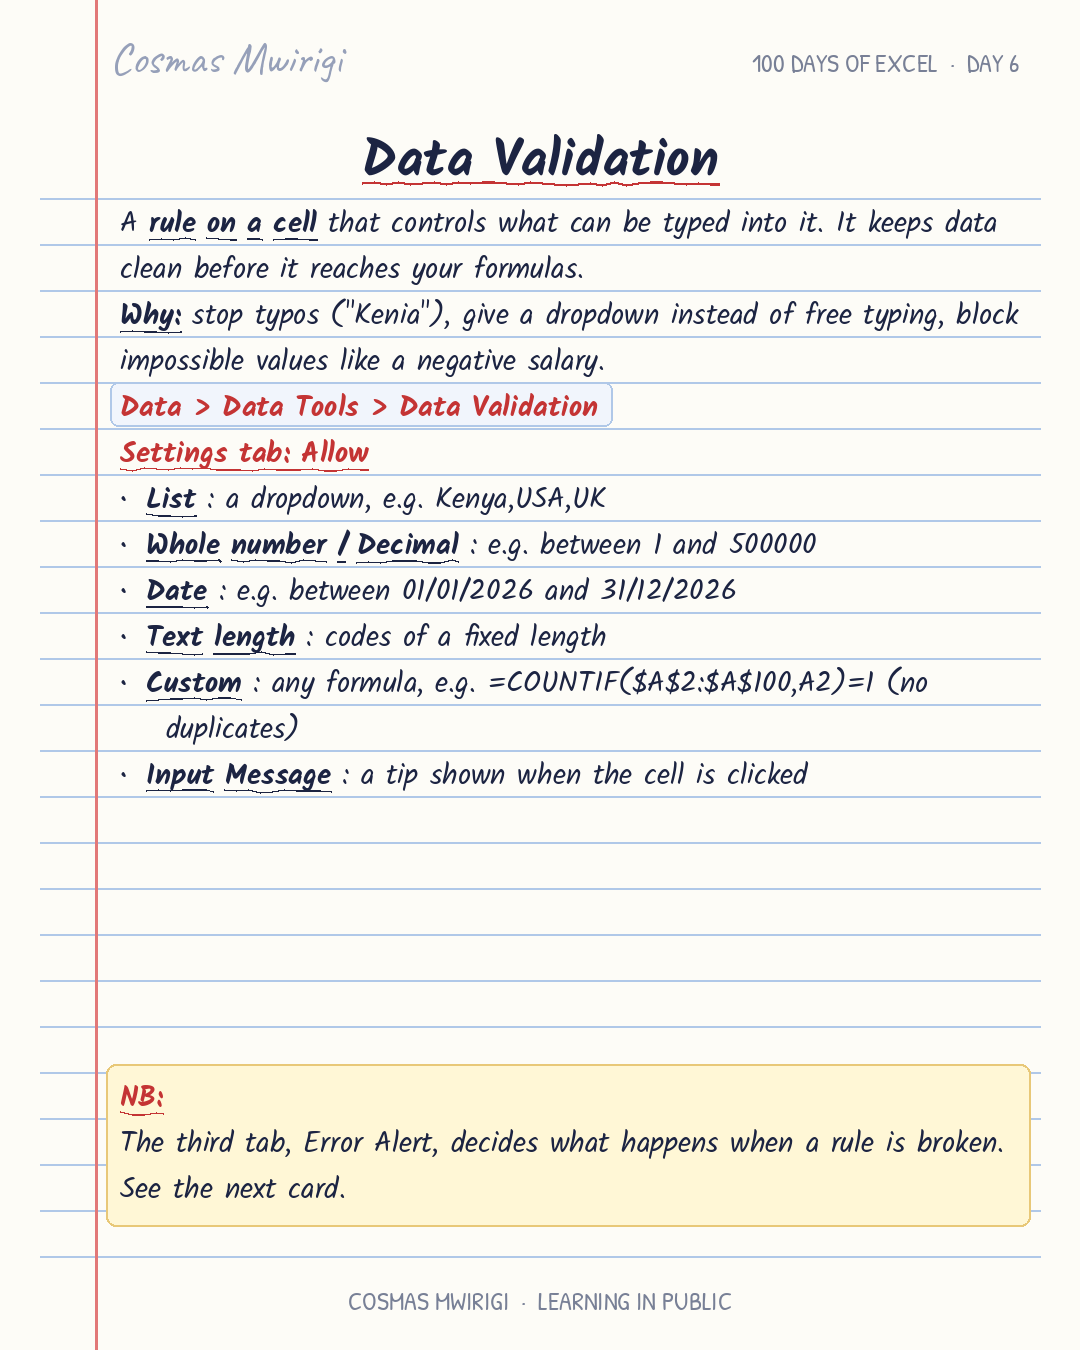 Cosmas Mwirigi
100 DAYS OF EXCEL · DAY 6
Data Validation
A rule on a cell that controls what can be typed into it. It keeps data
clean before it reaches your formulas.
Why: stop typos ("Kenia"), give a dropdown instead of free typing, block
impossible values like a negative salary.
Data > Data Tools > Data Validation
Settings tab: Allow
· List : a dropdown, e.g. Kenya,USA,UK
· Whole number / Decimal : e.g. between 1 and 500000
· Date : e.g. between 01/01/2026 and 31/12/2026
· Text length : codes of a fixed length
· Custom : any formula, e.g. =COUNTIF($A$2:$A$100,A2)=1 (no
duplicates)
· Input Message : a tip shown when the cell is clicked
NB:
The third tab, Error Alert, decides what happens when a rule is broken.
See the next card.
COSMAS MWIRIGI · LEARNING IN PUBLIC